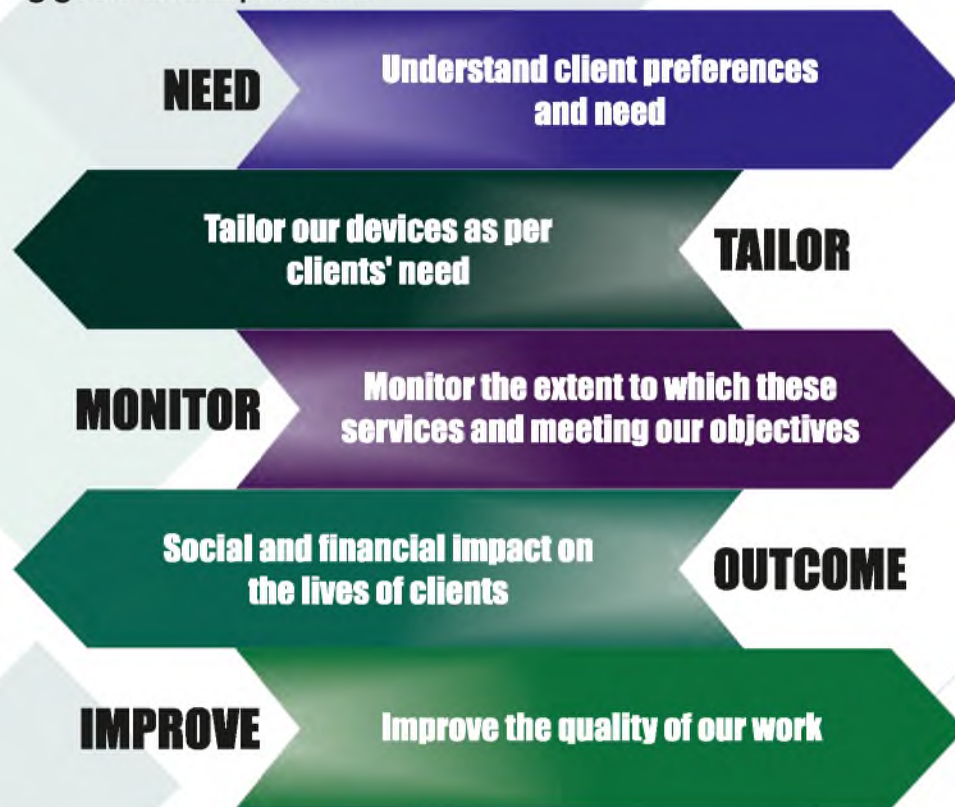 NEED
Understand client preferences
and need
Tailor our devices as per
clients' need
TAILOR
MONITOR
Monitor the extent to which these
services and meeting our objectives
Social and financial impact on
the lives of clients
OUTCOME
IMPROVE
Improve the quality of our work